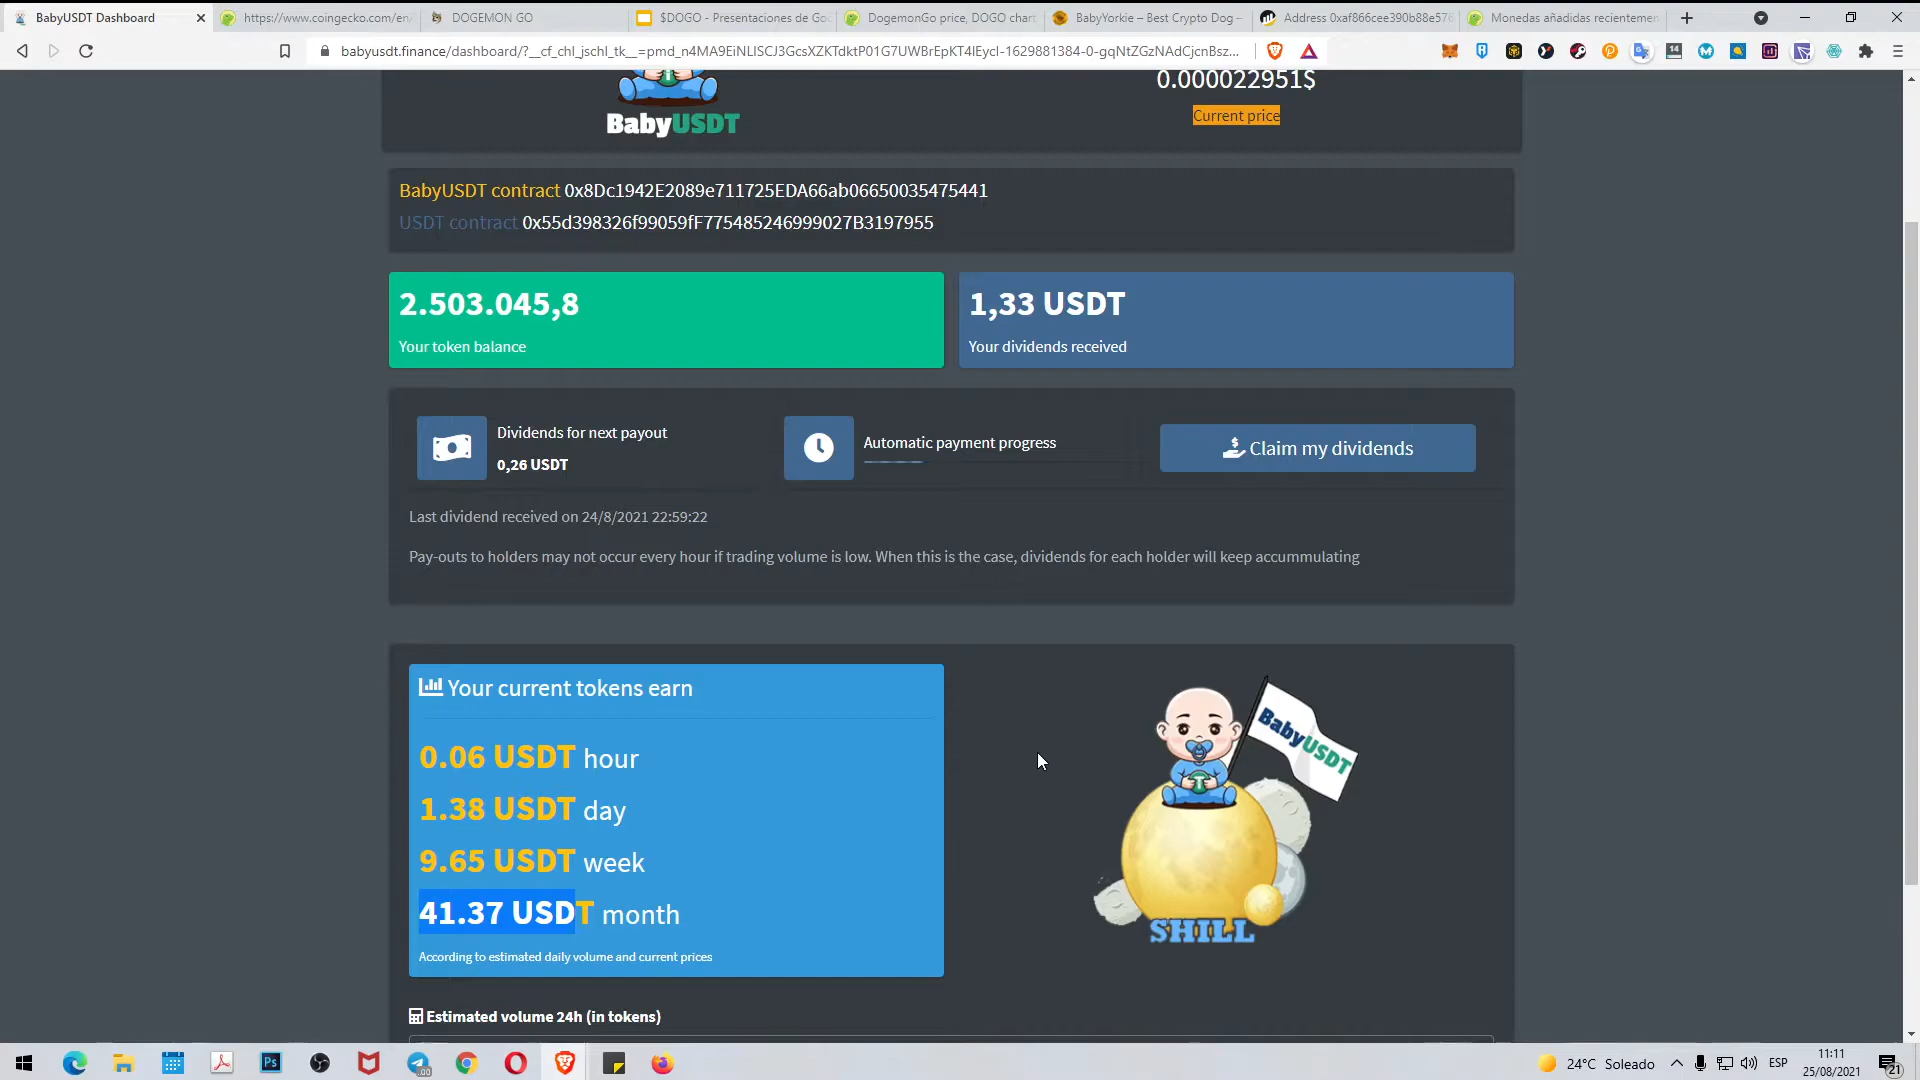 BabyUSDT Dashboard
https://www.coingecko.com/en/
DOGEMON GO
$DOGO - Presentaciones de Goo
DogemonGo price, DOGO chart
BabyYorkie – Best Crypto Dog –
Address 0xaf866cee390b88e576
Monedas añadidas recientemen
babyusdt.finance/dashboard/?__cf_chl_jschl_tk__=pmd_n4MA9EiNLISCJ3GcsXZKTdktP01G7UWBrEpKT4lEycI-1629881384-0-gqNtZGzNAdCjcnBsz...
14
BabyUSDT
0.000022951$
Current price
BabyUSDT contract 0x8Dc1942E2089e711725EDA66ab06650035475441
USDT contract 0x55d398326f99059fF775485246999027B3197955
2.503.045,8
Your token balance
1,33 USDT
Your dividends received
Dividends for next payout
0,26 USDT
Automatic payment progress
Claim my dividends
Last dividend received on 24/8/2021 22:59:22
Pay-outs to holders may not occur every hour if trading volume is low. When this is the case, dividends for each holder will keep accummulating
Your current tokens earn
0.06 USDT hour
1.38 USDT day
9.65 USDT week
41.37 USDT month
According to estimated daily volume and current prices
BabyUSDT
SHILL
Estimated volume 24h (in tokens)
Ps
24°C Soleado
ESP
11:11
25/08/2021
21